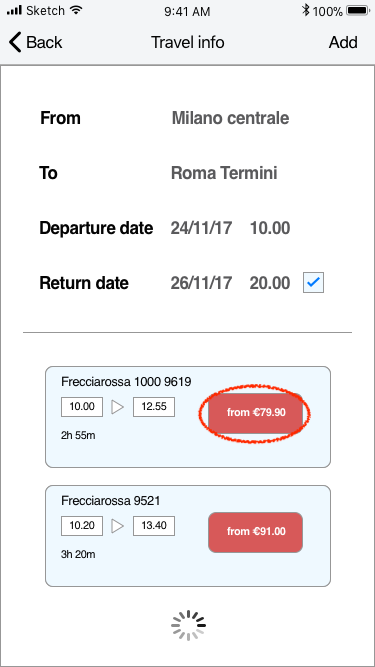 Sketch 9:41 AM 100%
Back Travel info Add
From Milano centrale
To Roma Termini
Departure date 24/11/17 10.00
Return date 26/11/17 20.00
Frecciarossa 1000 9619
10.00 12.55
from €79.90
2h 55m
Frecciarossa 9521
10.20 13.40
from €91.00
3h 20m